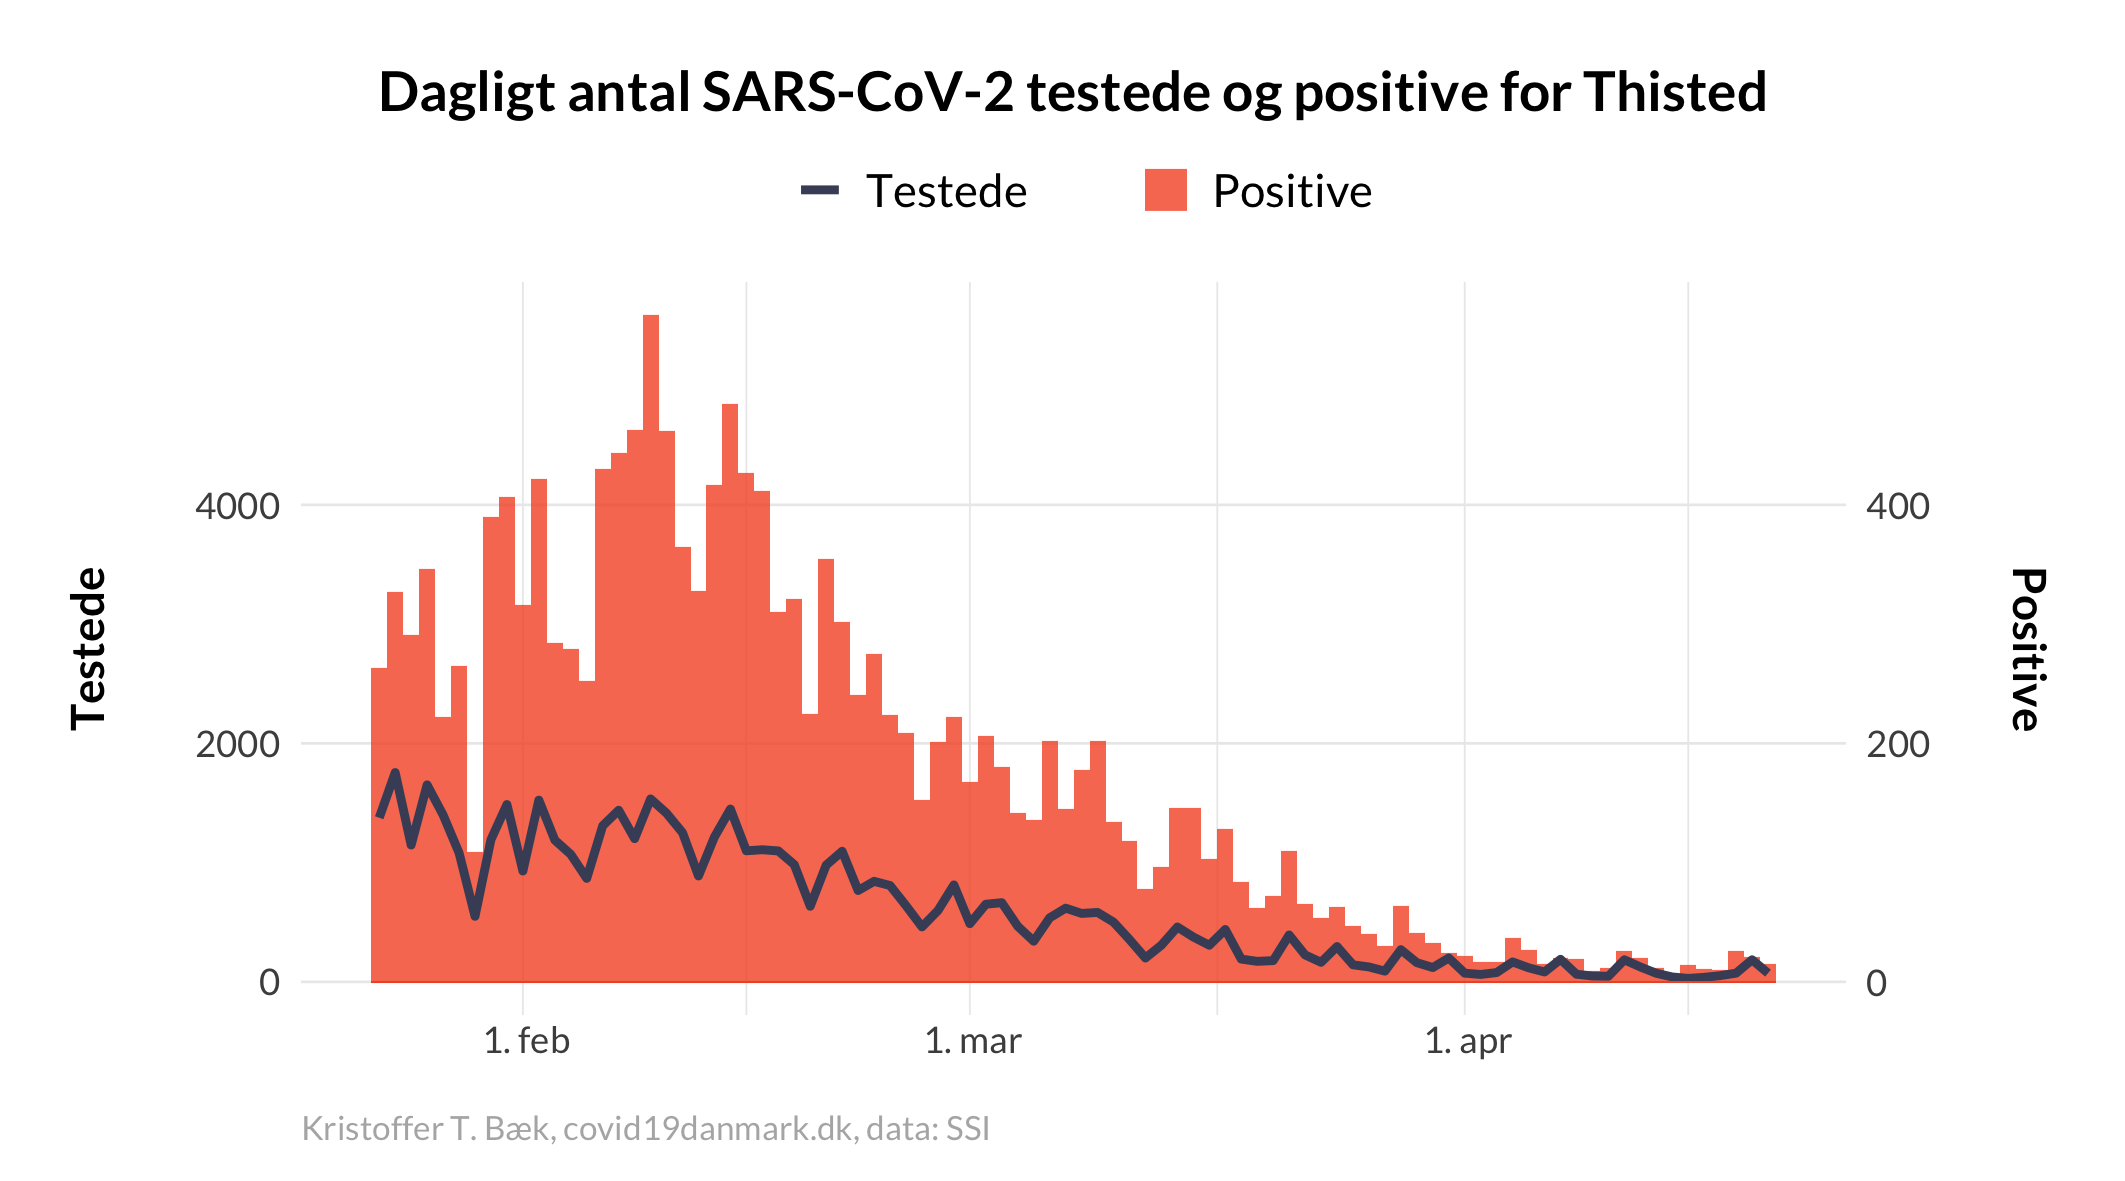 Dagligt antal SARS-CoV-2 testede og positive for Thisted
Testede
Positive
4000
2000
0
Testede
400
200
0
Positive
1. feb
1. mar
1. apr
Kristoffer T. Bæk, covid19danmark.dk, data: SSI